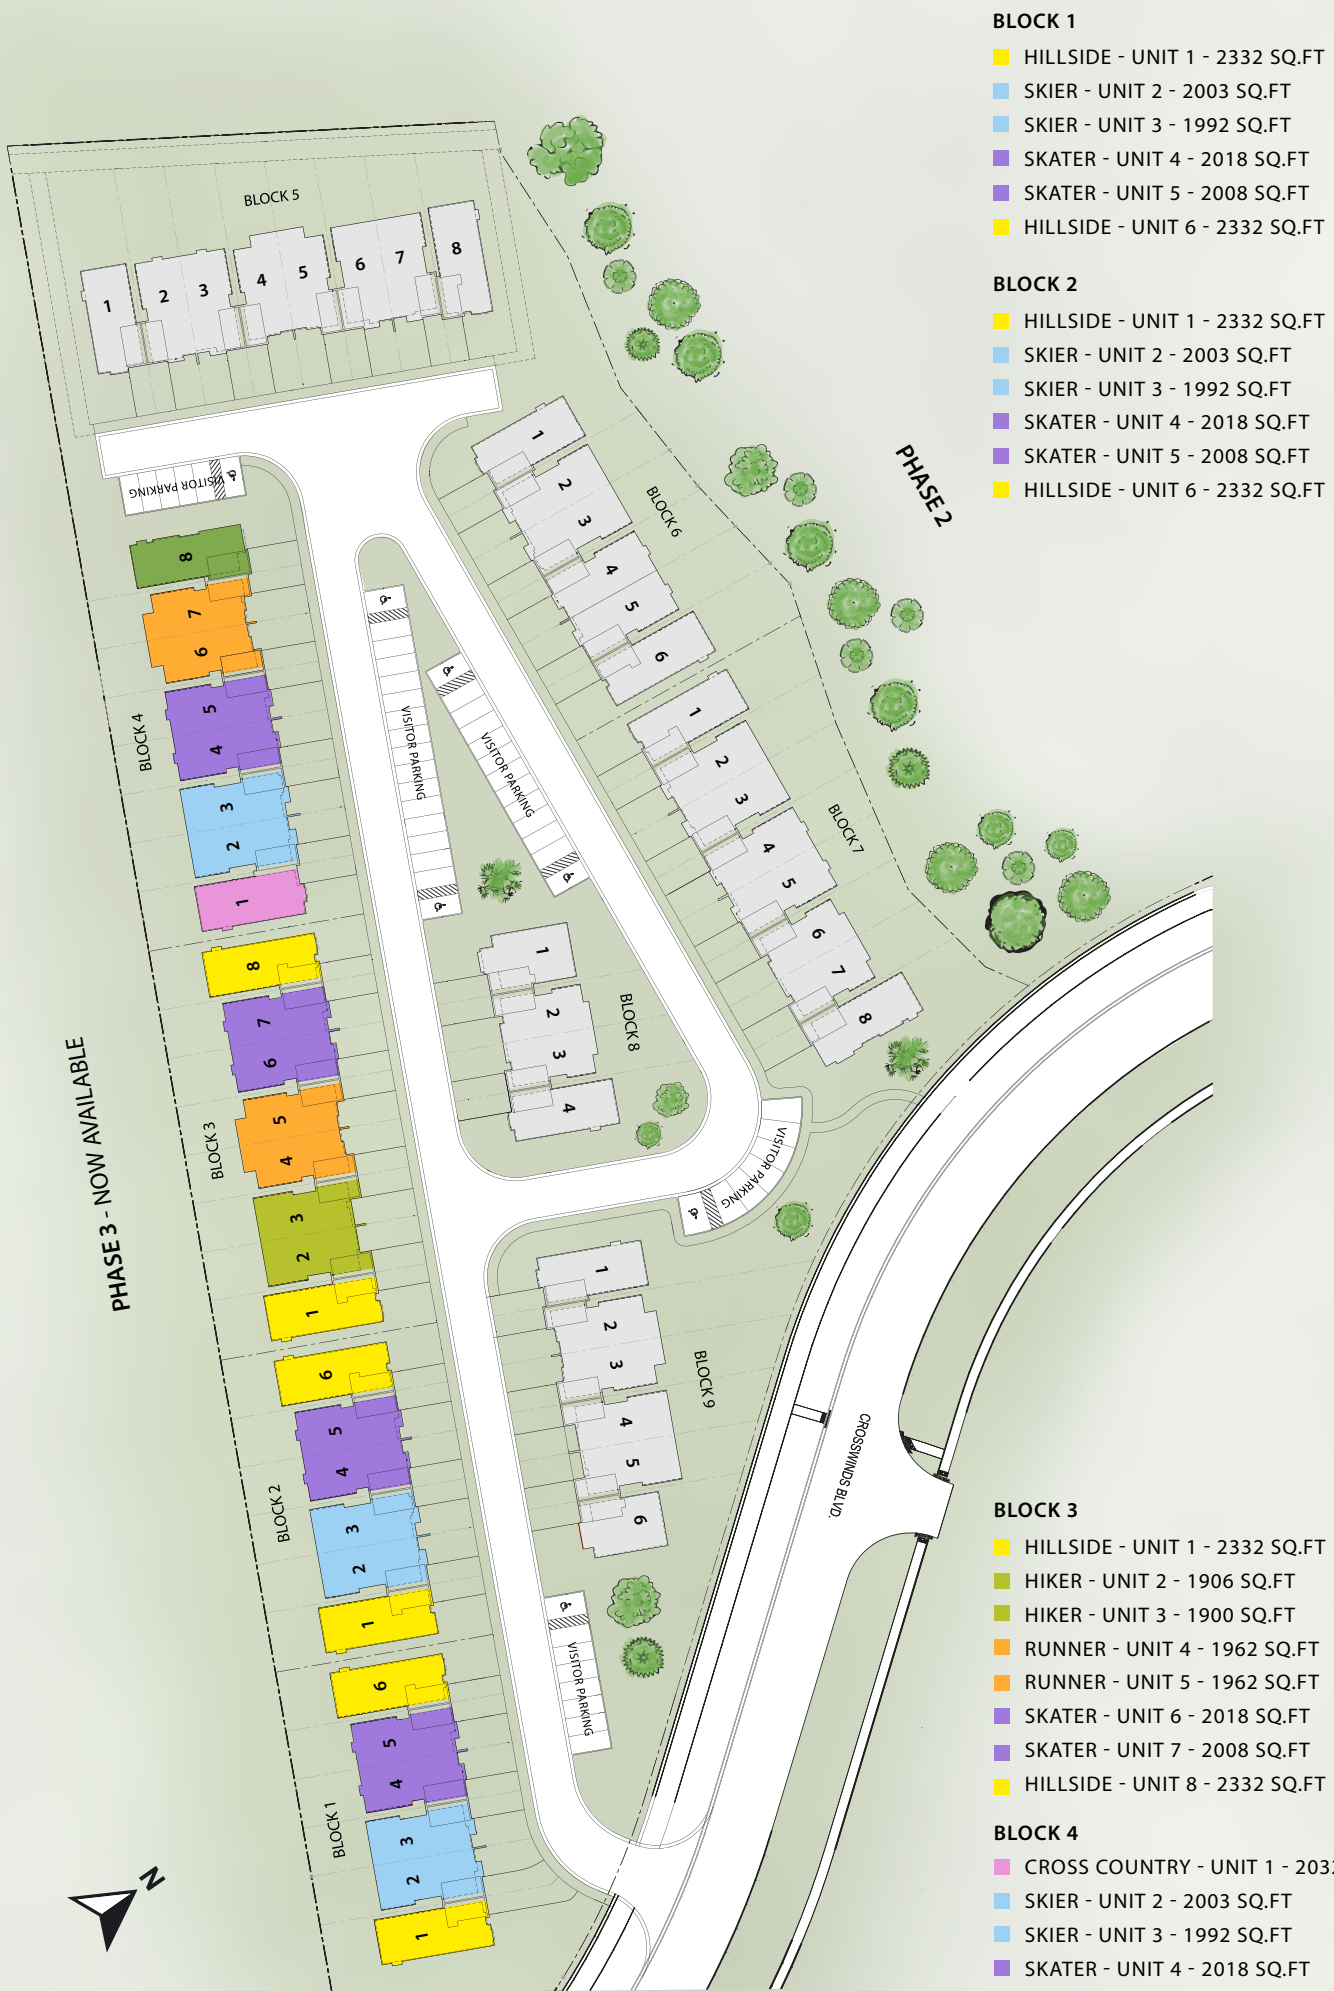 BLOCK 1
HILLSIDE - UNIT 1 - 2332 SQ.FT
SKIER - UNIT 2 - 2003 SQ.FT
SKIER - UNIT 3 - 1992 SQ.FT
SKATER - UNIT 4 - 2018 SQ.FT
SKATER - UNIT 5 - 2008 SQ.FT
HILLSIDE - UNIT 6 - 2332 SQ.FT
BLOCK 2
HILLSIDE - UNIT 1 - 2332 SQ.FT
SKIER - UNIT 2 - 2003 SQ.FT
SKIER - UNIT 3 - 1992 SQ.FT
SKATER - UNIT 4 - 2018 SQ.FT
SKATER - UNIT 5 - 2008 SQ.FT
HILLSIDE - UNIT 6 - 2332 SQ.FT
BLOCK 5
1
2
3
4
5
6
7
8
VISITOR PARKING
PHASE 2
BLOCK 6
1
2
3
4
5
6
BLOCK 4
8
7
6
5
4
3
2
1
VISITOR PARKING
VISITOR PARKING
BLOCK 7
1
2
3
4
5
6
7
8
BLOCK 8
1
2
3
4
PHASE 3 - NOW AVAILABLE
BLOCK 3
8
7
6
5
4
3
2
1
VISITOR PARKING
BLOCK 9
1
2
3
4
5
6
CROSSWINDS BLVD.
BLOCK 2
6
5
4
3
2
1
VISITOR PARKING
BLOCK 1
6
5
4
3
2
1
N
BLOCK 3
HILLSIDE - UNIT 1 - 2332 SQ.FT
HIKER - UNIT 2 - 1906 SQ.FT
HIKER - UNIT 3 - 1900 SQ.FT
RUNNER - UNIT 4 - 1962 SQ.FT
RUNNER - UNIT 5 - 1962 SQ.FT
SKATER - UNIT 6 - 2018 SQ.FT
SKATER - UNIT 7 - 2008 SQ.FT
HILLSIDE - UNIT 8 - 2332 SQ.FT
BLOCK 4
CROSS COUNTRY - UNIT 1 - 203
SKIER - UNIT 2 - 2003 SQ.FT
SKIER - UNIT 3 - 1992 SQ.FT
SKATER - UNIT 4 - 2018 SQ.FT